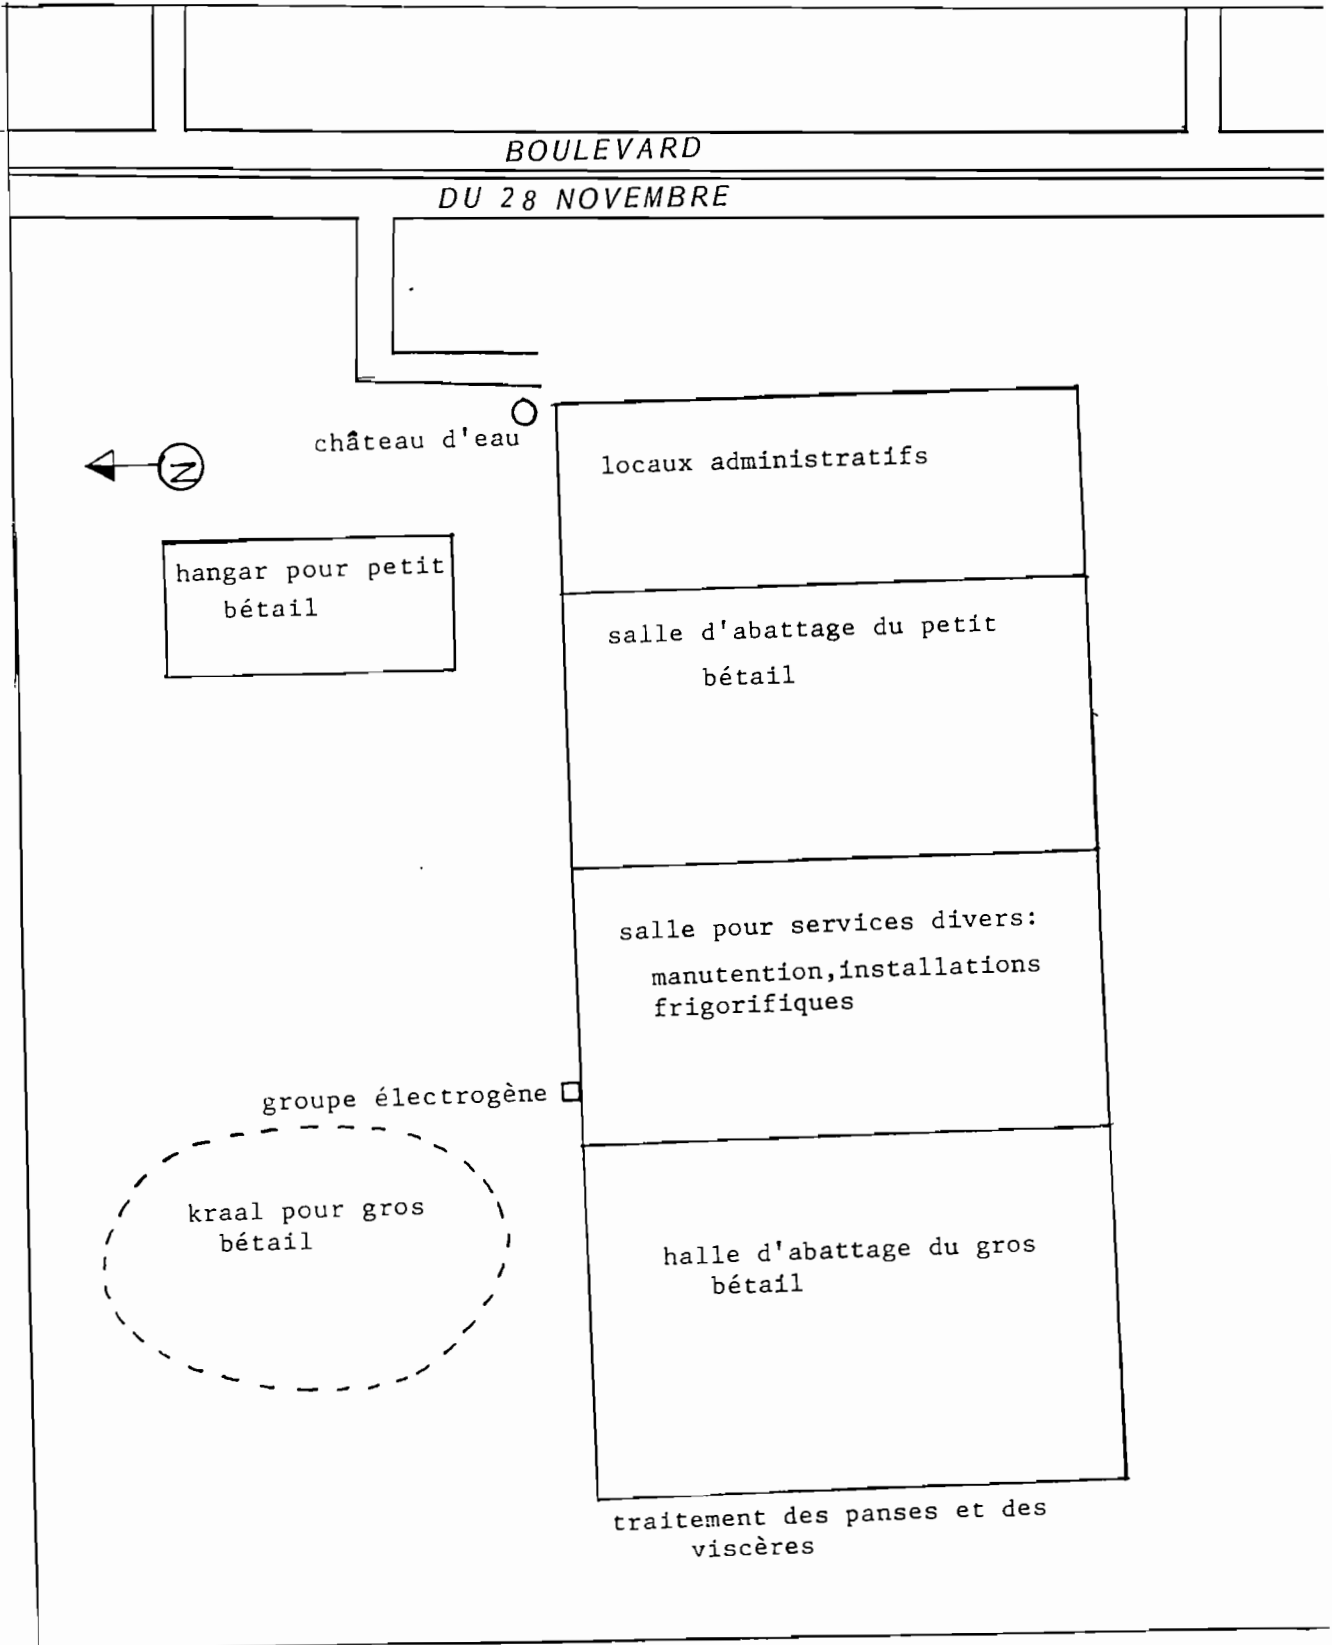 BOULEVARD
DU 28 NOVEMBRE
château d'eau
N
locaux administratifs
hangar pour petit
bétail
salle d'abattage du petit
bétail
salle pour services divers:
manutention,installations
frigorifiques
groupe électrogène
kraal pour gros
bétail
halle d'abattage du gros
bétail
traitement des panses et des
viscères